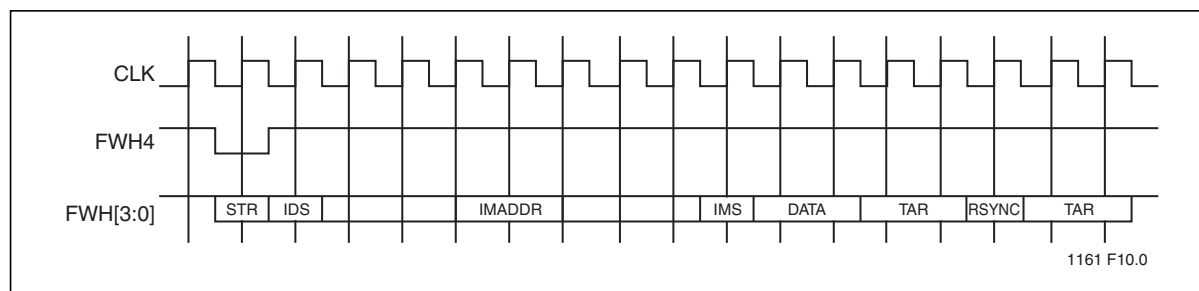 CLK
FWH4
FWH[3:0] STR IDS IMADDR IMS DATA TAR RSYNC TAR
1161 F10.0